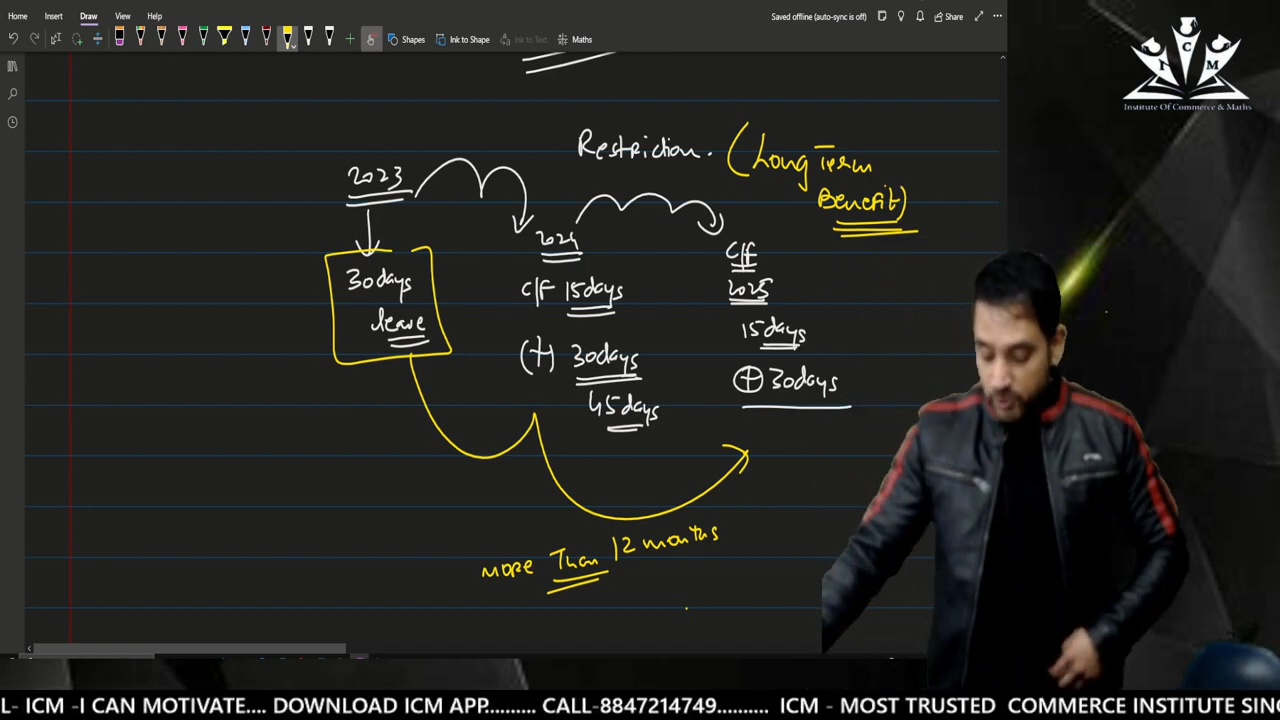 Home Insert Draw View Help
Saved offline (auto-sync is off)
Share
Shapes
Ink to Shape
Ink to Text
Maths
I C M
Institute Of Commerce & Maths
Restriction. (Long Term
Benefit)
2023
30days
leave
2024
C/F 15days
(+) 30days
45days
C/F
2025
15days
+ 30days
more Than 12 months
L- ICM -I CAN MOTIVATE.... DOWNLOAD ICM APP......... CALL-8847214749......... ICM - MOST TRUSTED COMMERCE INSTITUTE SINC